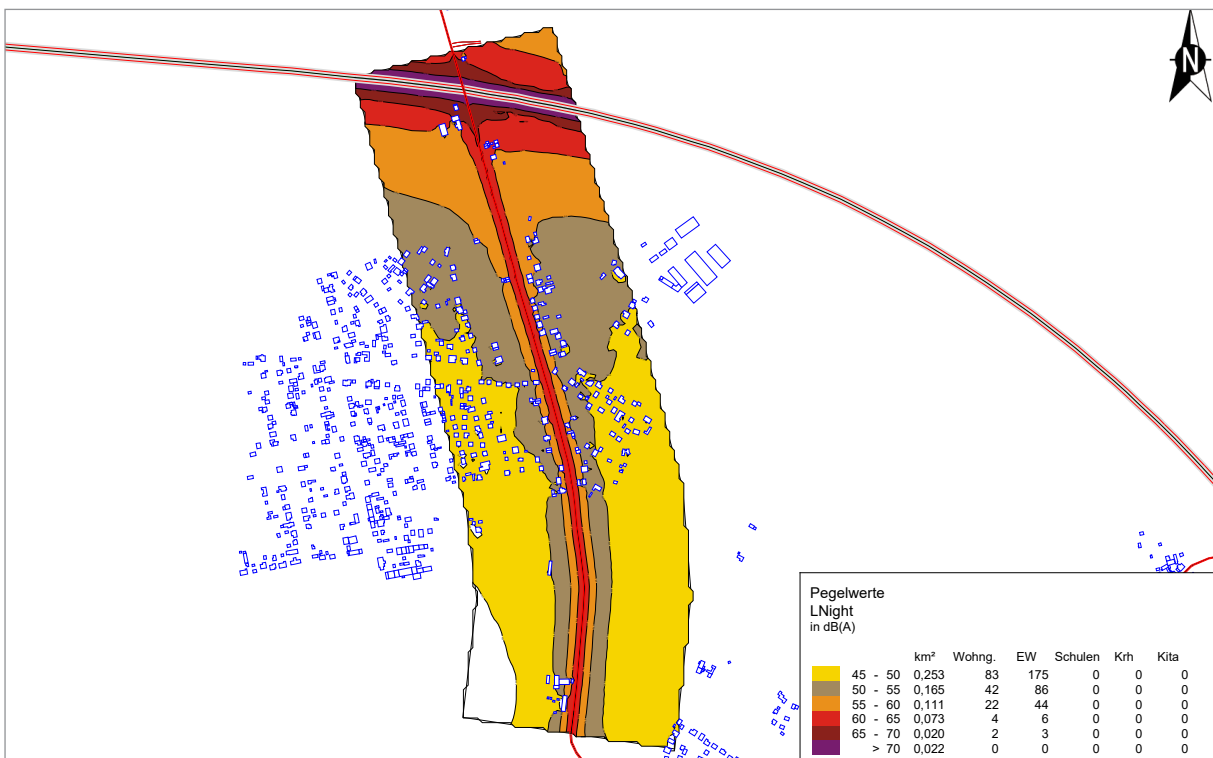 N
Pegelwerte
LNight
in dB(A)
km² Wohng. EW Schulen Krh Kita
45 - 50 0,253 83 175 0 0 0
50 - 55 0,165 42 86 0 0 0
55 - 60 0,111 22 44 0 0 0
60 - 65 0,073 4 6 0 0 0
65 - 70 0,020 2 3 0 0 0
> 70 0,022 0 0 0 0 0